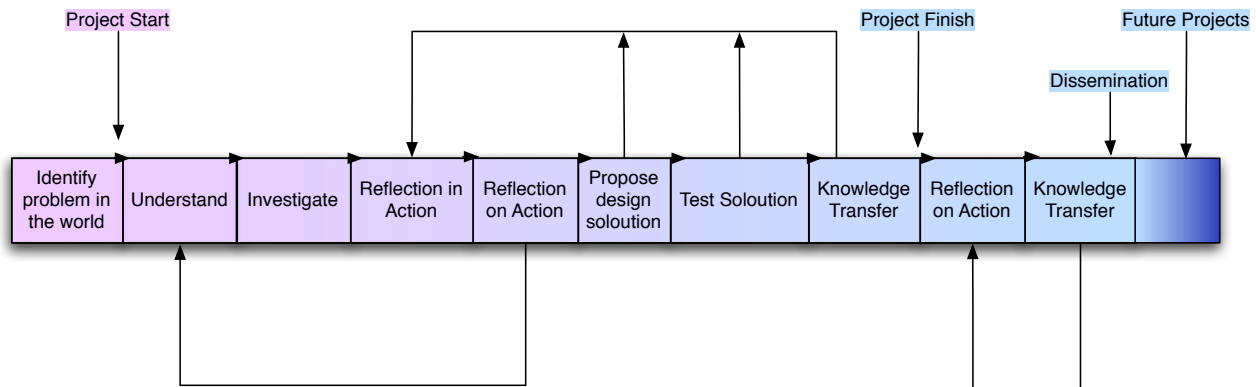 Project Start
Project Finish
Future Projects
Dissemination
Identify
problem in
the world
Understand
Investigate
Reflection in
Action
Reflection
on Action
Propose
design
soloution
Test Soloution
Knowledge
Transfer
Reflection
on Action
Knowledge
Transfer